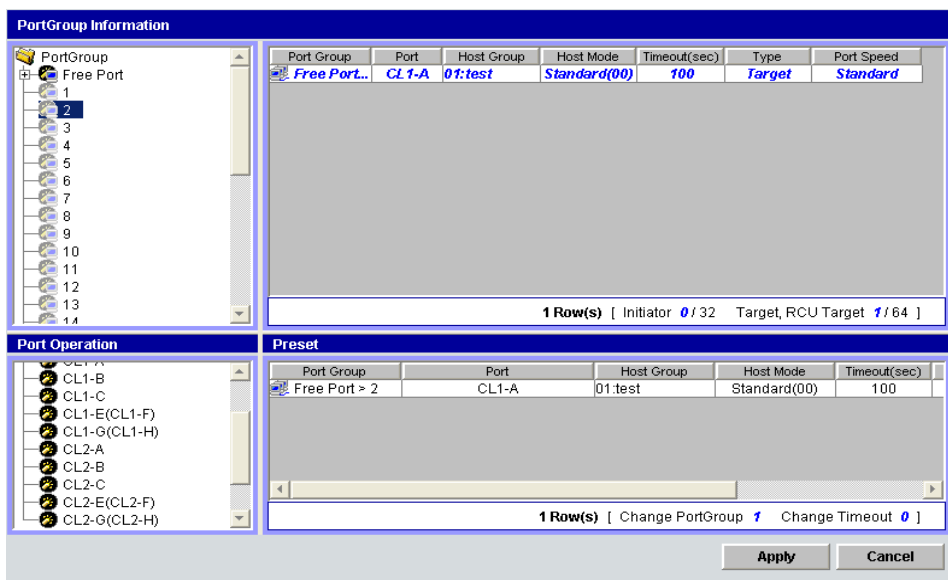 PortGroup Information
PortGroup
Free Port
1
2
3
4
5
6
7
8
9
10
11
12
13
14
Port Group Port Host Group Host Mode Timeout(sec) Type Port Speed
Free Port... CL1-A 01:test Standard(00) 100 Target Standard
1 Row(s) [ Initiator 0 / 32 Target, RCU Target 1 / 64 ]
Port Operation
CL1-A
CL1-B
CL1-C
CL1-E(CL1-F)
CL1-G(CL1-H)
CL2-A
CL2-B
CL2-C
CL2-E(CL2-F)
CL2-G(CL2-H)
Preset
Port Group Port Host Group Host Mode Timeout(sec)
Free Port > 2 CL1-A 01:test Standard(00) 100
1 Row(s) [ Change PortGroup 1 Change Timeout 0 ]
Apply Cancel